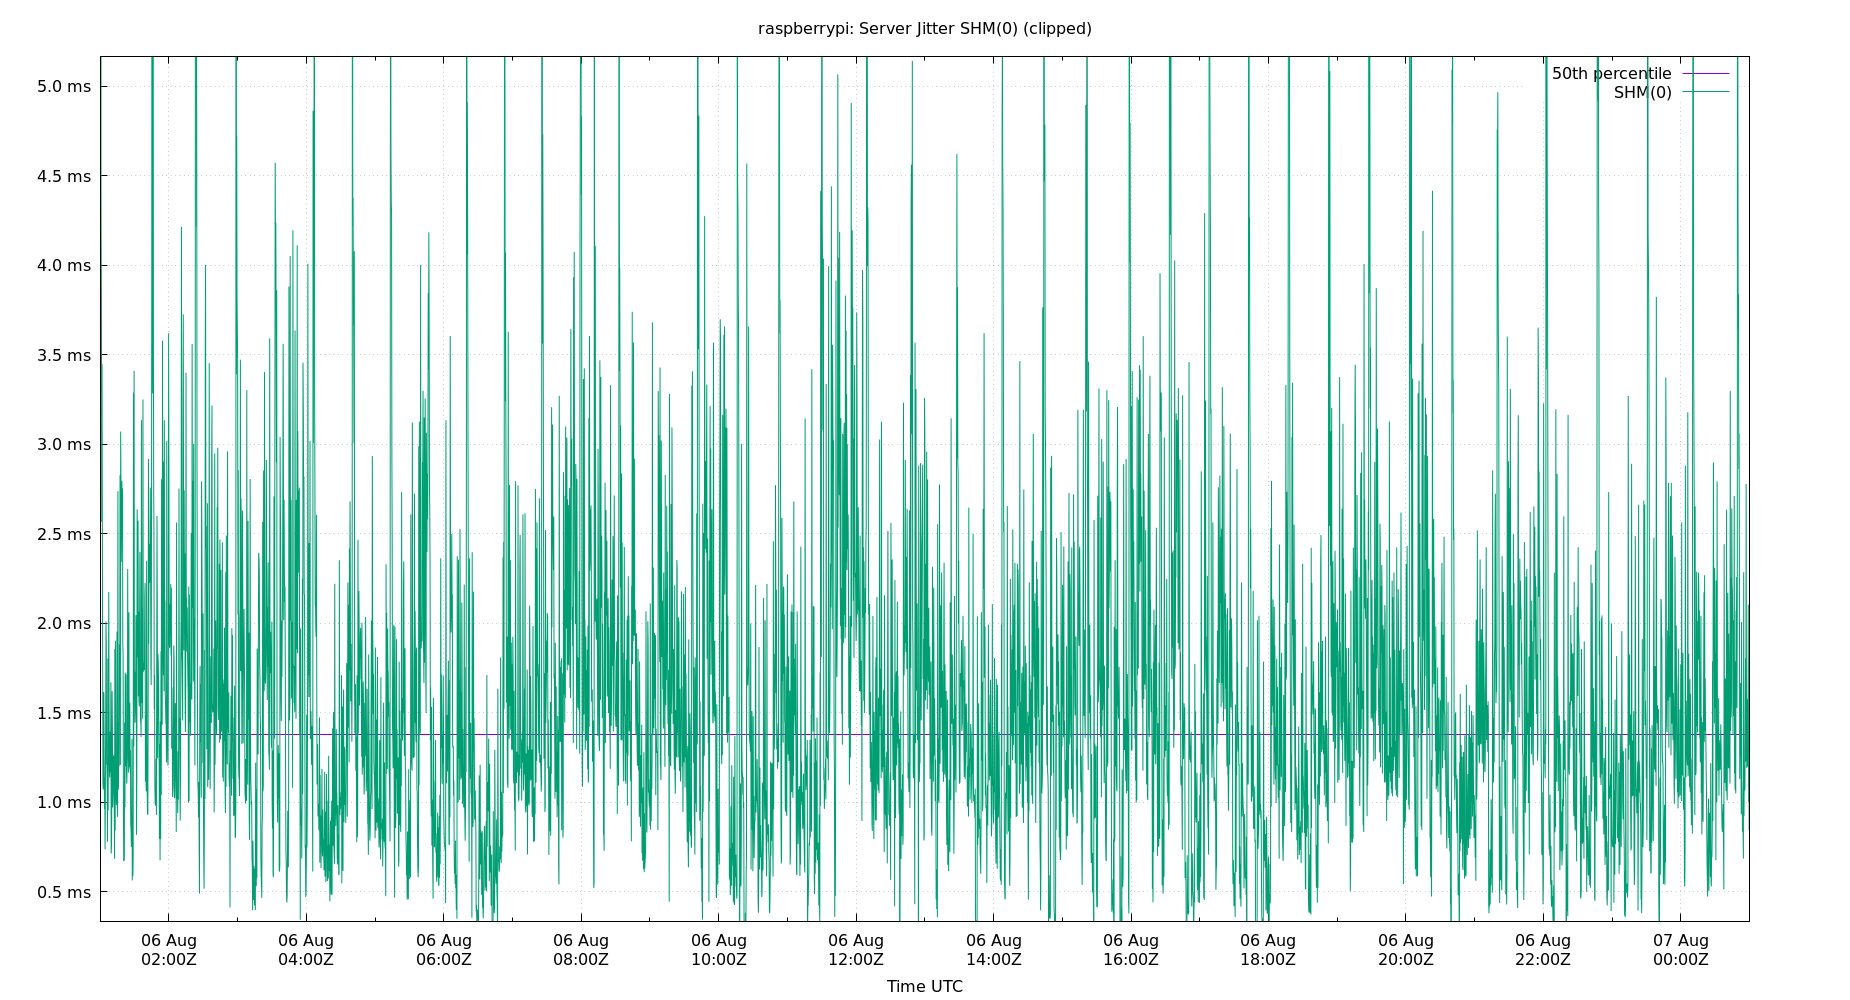 raspberrypi: Server Jitter SHM(0) (clipped)
50th percentile
SHM(0)
5.0 ms
4.5 ms
4.0 ms
3.5 ms
3.0 ms
2.5 ms
2.0 ms
1.5 ms
1.0 ms
0.5 ms
06 Aug 06 Aug 06 Aug 06 Aug 06 Aug 06 Aug 06 Aug 06 Aug 06 Aug 06 Aug 06 Aug 07 Aug
02:00Z 04:00Z 06:00Z 08:00Z 10:00Z 12:00Z 14:00Z 16:00Z 18:00Z 20:00Z 22:00Z 00:00Z
Time UTC